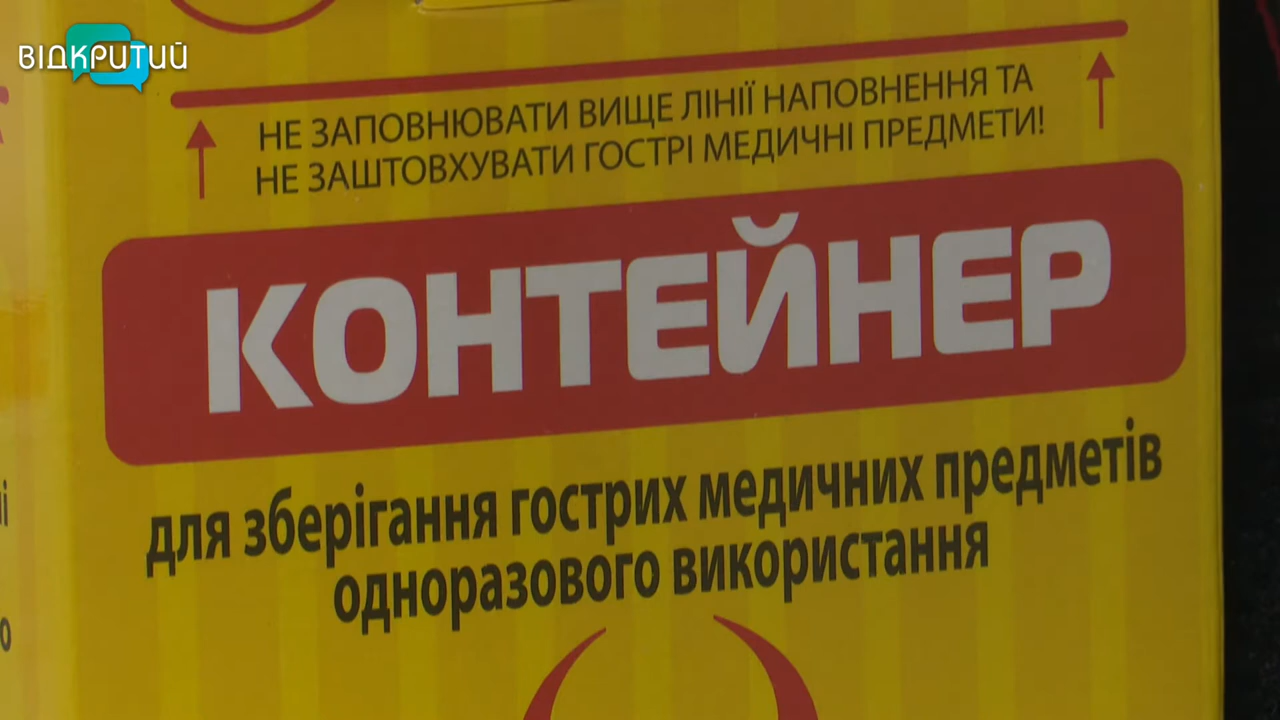 ВІДКРИТИЙ
НЕ ЗАПОВНЮВАТИ ВИЩЕ ЛІНІЇ НАПОВНЕННЯ ТА
НЕ ЗАШТОВХУВАТИ ГОСТРІ МЕДИЧНІ ПРЕДМЕТИ!
КОНТЕЙНЕР
для зберігання гострих медичних предметів
одноразового використання